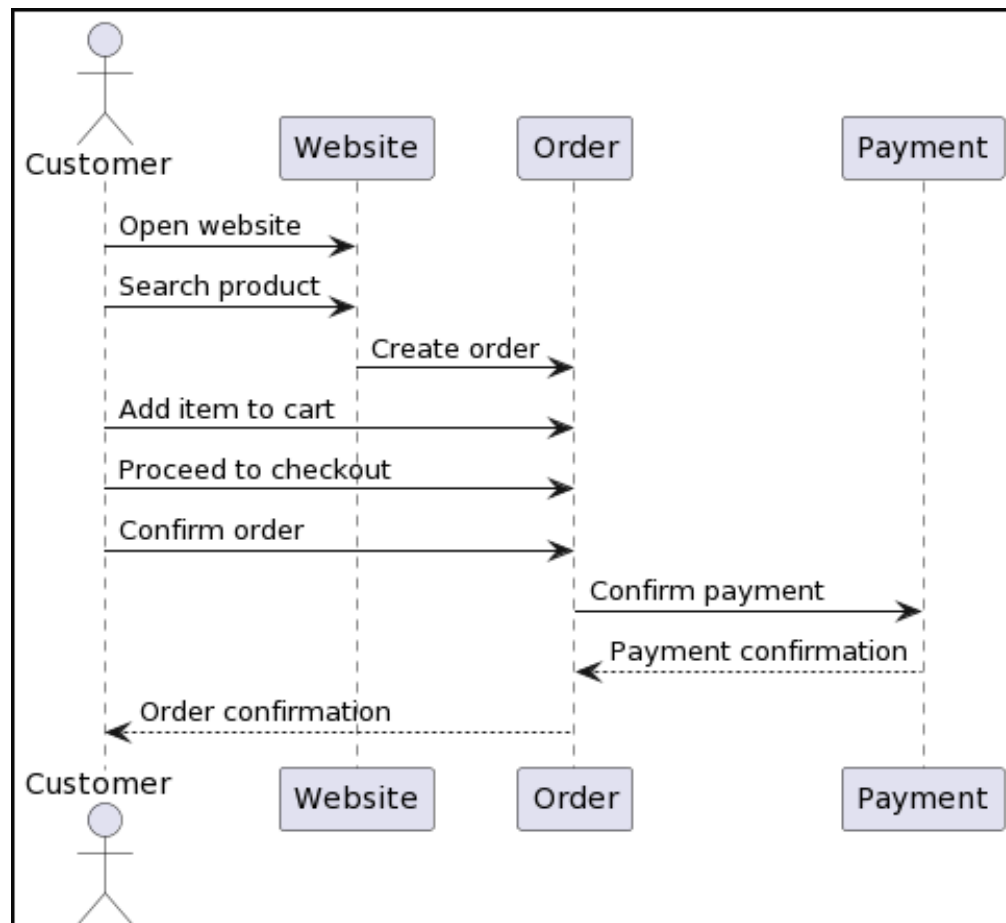 Customer
Website
Order
Payment
Open website
Search product
Create order
Add item to cart
Proceed to checkout
Confirm order
Confirm payment
Payment confirmation
Order confirmation
Customer
Website
Order
Payment